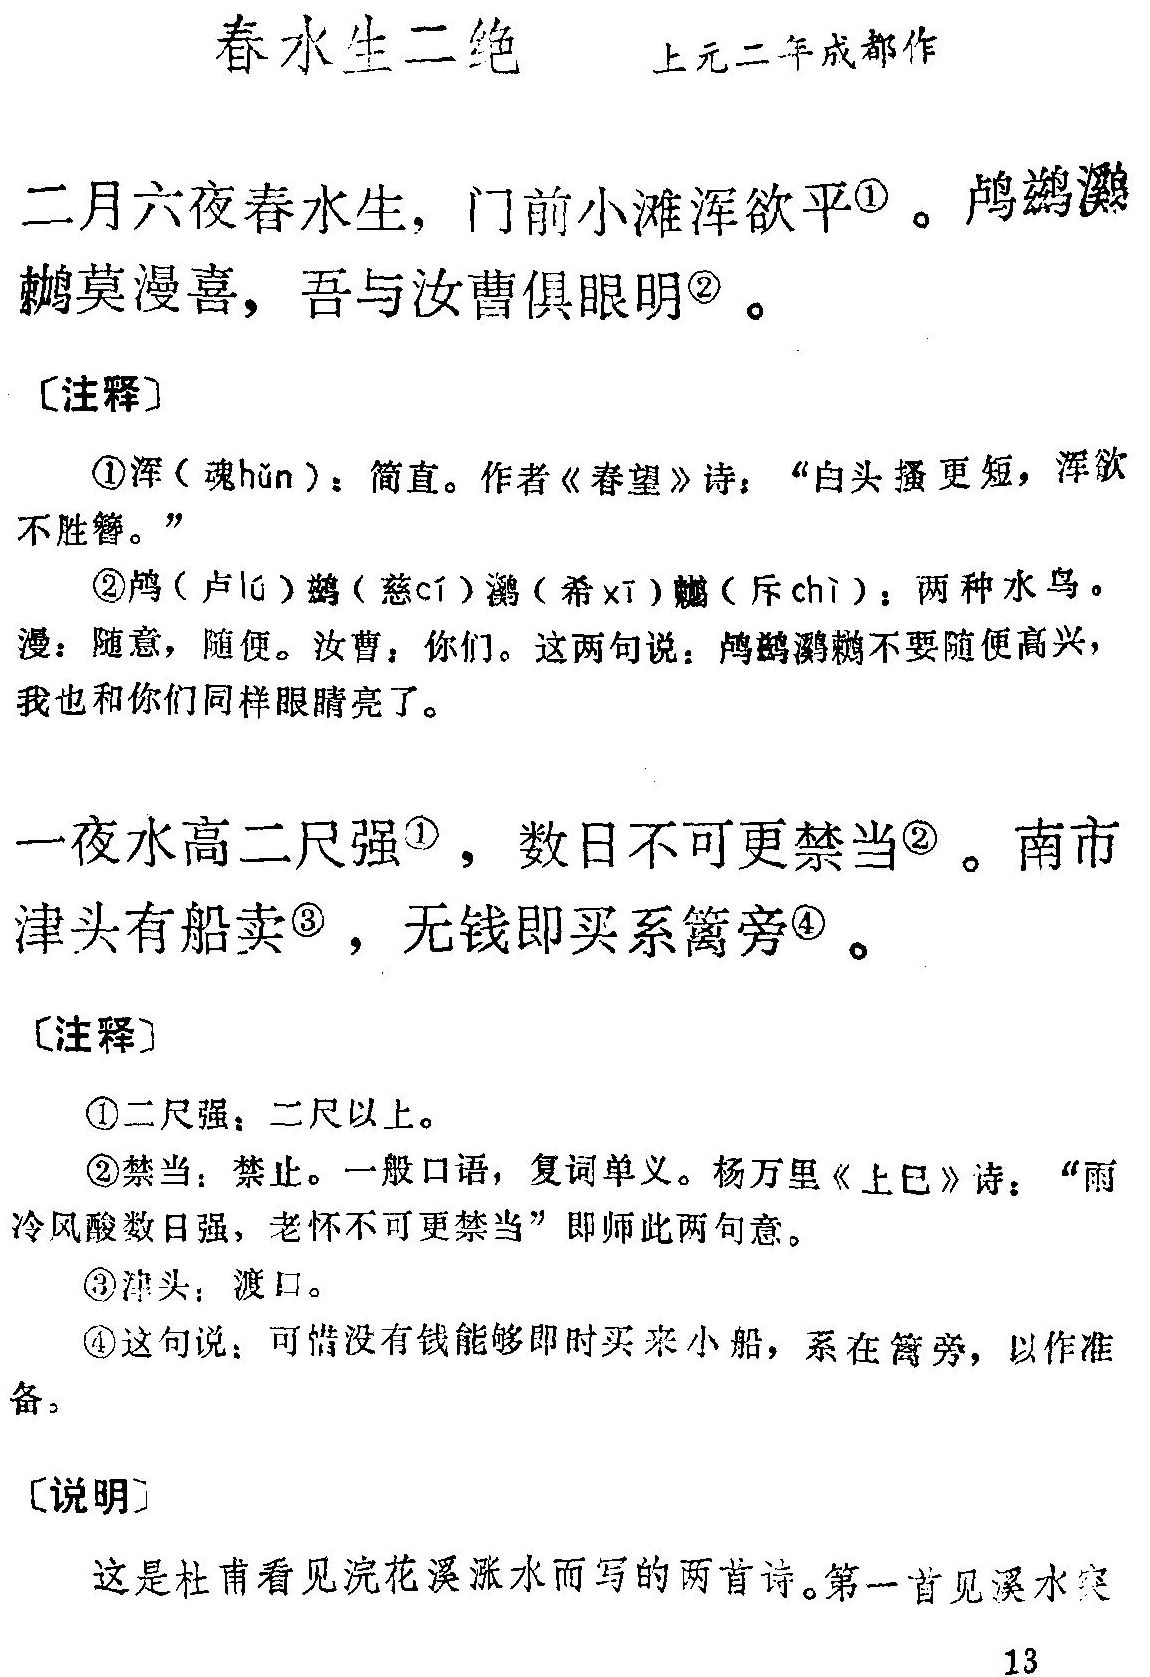 春水生二绝　上元二年成都作
二月六夜春水生，门前小滩浑欲平①。鸬鹚㶉
鶒莫漫喜，吾与汝曹俱眼明②。
〔注释〕
①浑（魂hǔn）：简直。作者《春望》诗：“白头搔更短，浑欲
不胜簪。”
②鸬（卢lú）鹚（慈cí）㶉（希xī）鶒（斥chì）：两种水鸟。
漫：随意，随便。汝曹：你们。这两句说：鸬鹚㶉鶒不要随便高兴，
我也和你们同样眼睛亮了。
一夜水高二尺强①，数日不可更禁当②。南市
津头有船卖③，无钱即买系篱旁④。
〔注释〕
①二尺强：二尺以上。
②禁当：禁止。一般口语，复词单义。杨万里《上巳》诗：“雨
冷风酸数日强，老怀不可更禁当”即师此两句意。
③津头：渡口。
④这句说：可惜没有钱能够即时买来小船，系在篱旁，以作准
备。
〔说明〕
这是杜甫看见浣花溪涨水而写的两首诗。第一首见溪水突
13